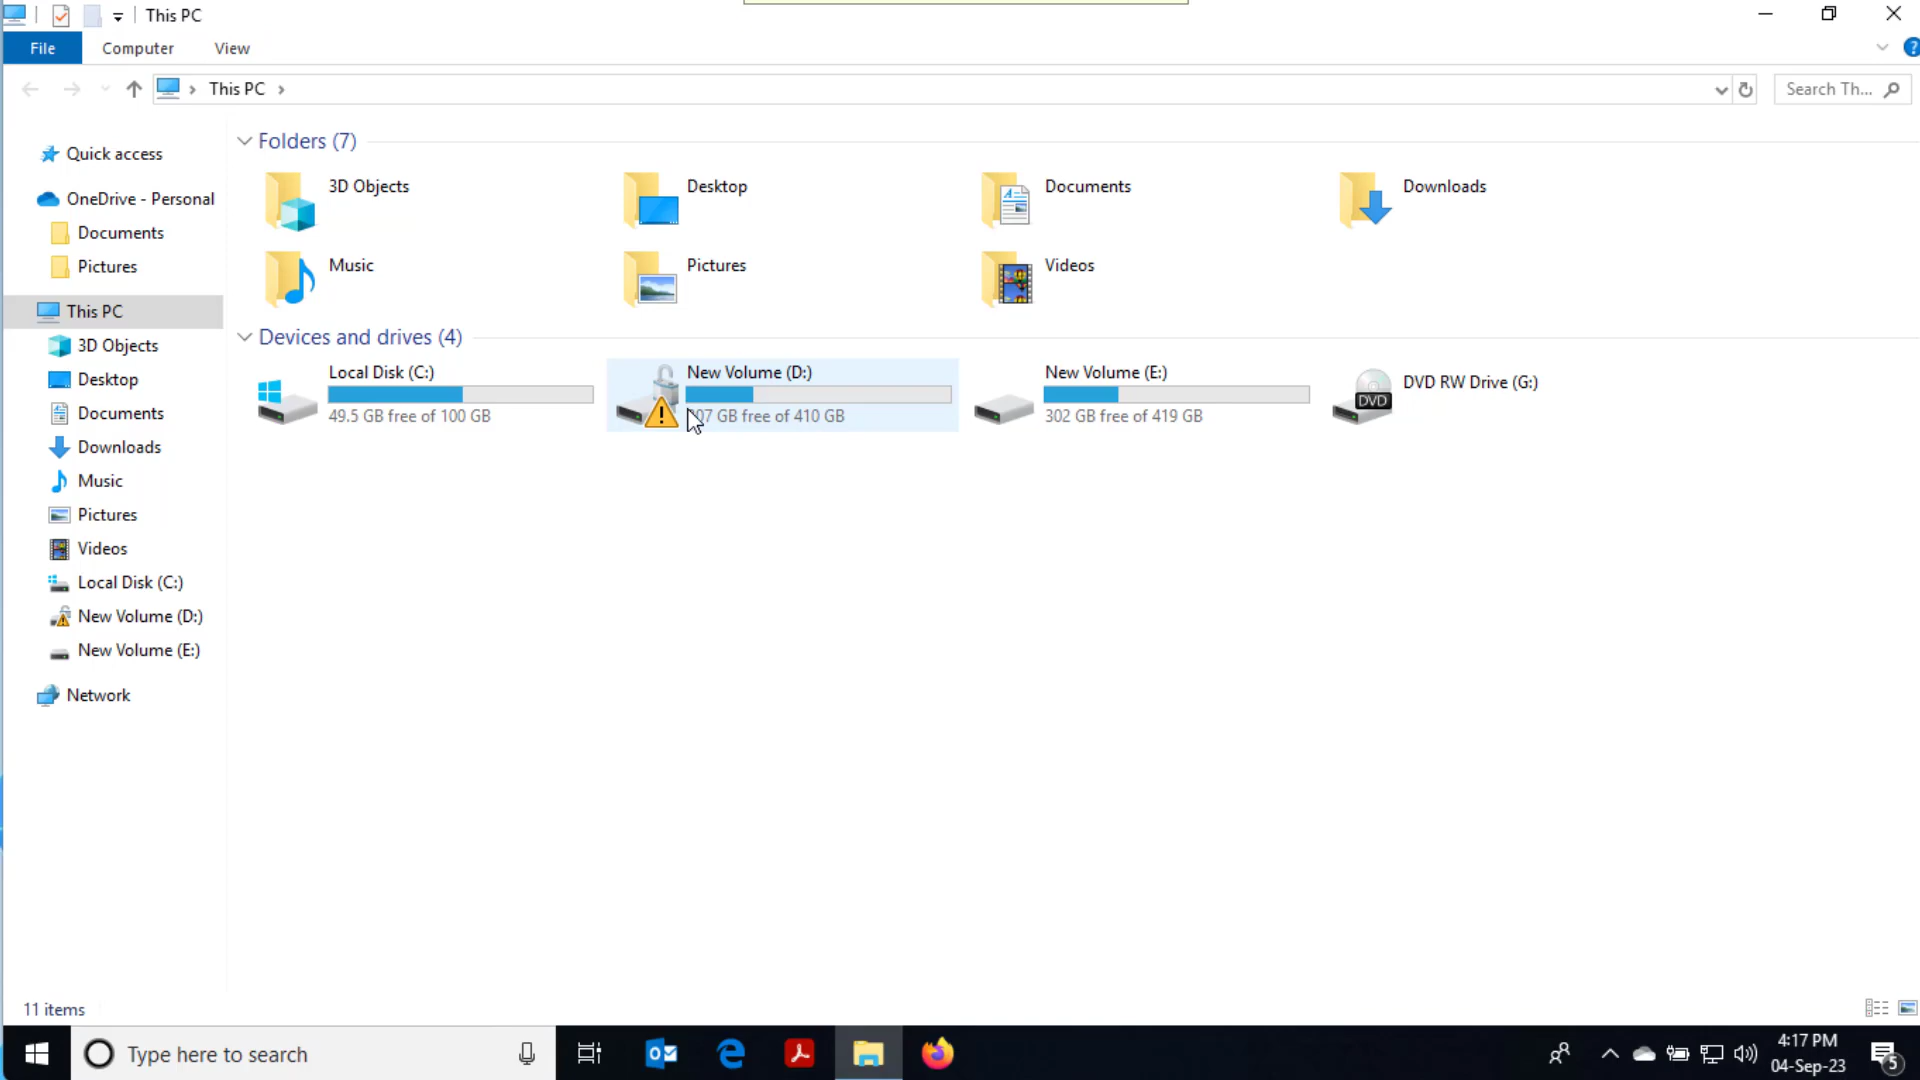 This PC
File Computer View
This PC
Search Th...
Quick access
OneDrive - Personal
Documents
Pictures
This PC
3D Objects
Desktop
Documents
Downloads
Music
Pictures
Videos
Local Disk (C:)
New Volume (D:)
New Volume (E:)
Network
Folders (7)
3D Objects
Desktop
Documents
Downloads
Music
Pictures
Videos
Devices and drives (4)
Local Disk (C:)
49.5 GB free of 100 GB
New Volume (D:)
GB free of 410 GB
New Volume (E:)
302 GB free of 419 GB
DVD RW Drive (G:)
DVD
11 items
Type here to search
4:17 PM
04-Sep-23
5